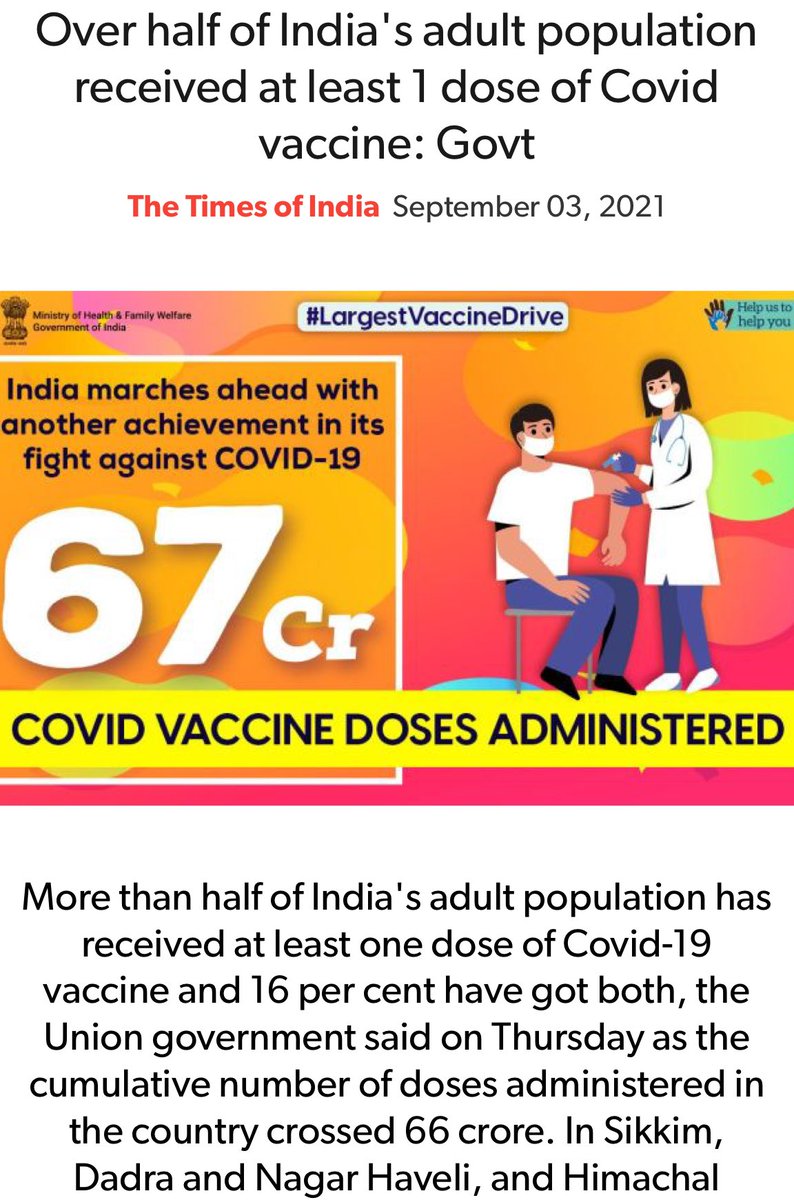 Over half of India's adult population
received at least 1 dose of Covid
vaccine: Govt
The Times of India September 03, 2021
Ministry of Health & Family Welfare
Government of India
#LargestVaccineDrive
Help us to
help you
India marches ahead with
another achievement in its
fight against COVID-19
67Cr
COVID VACCINE DOSES ADMINISTERED
More than half of India's adult population has
received at least one dose of Covid-19
vaccine and 16 per cent have got both, the
Union government said on Thursday as the
cumulative number of doses administered in
the country crossed 66 crore. In Sikkim,
Dadra and Nagar Haveli, and Himachal